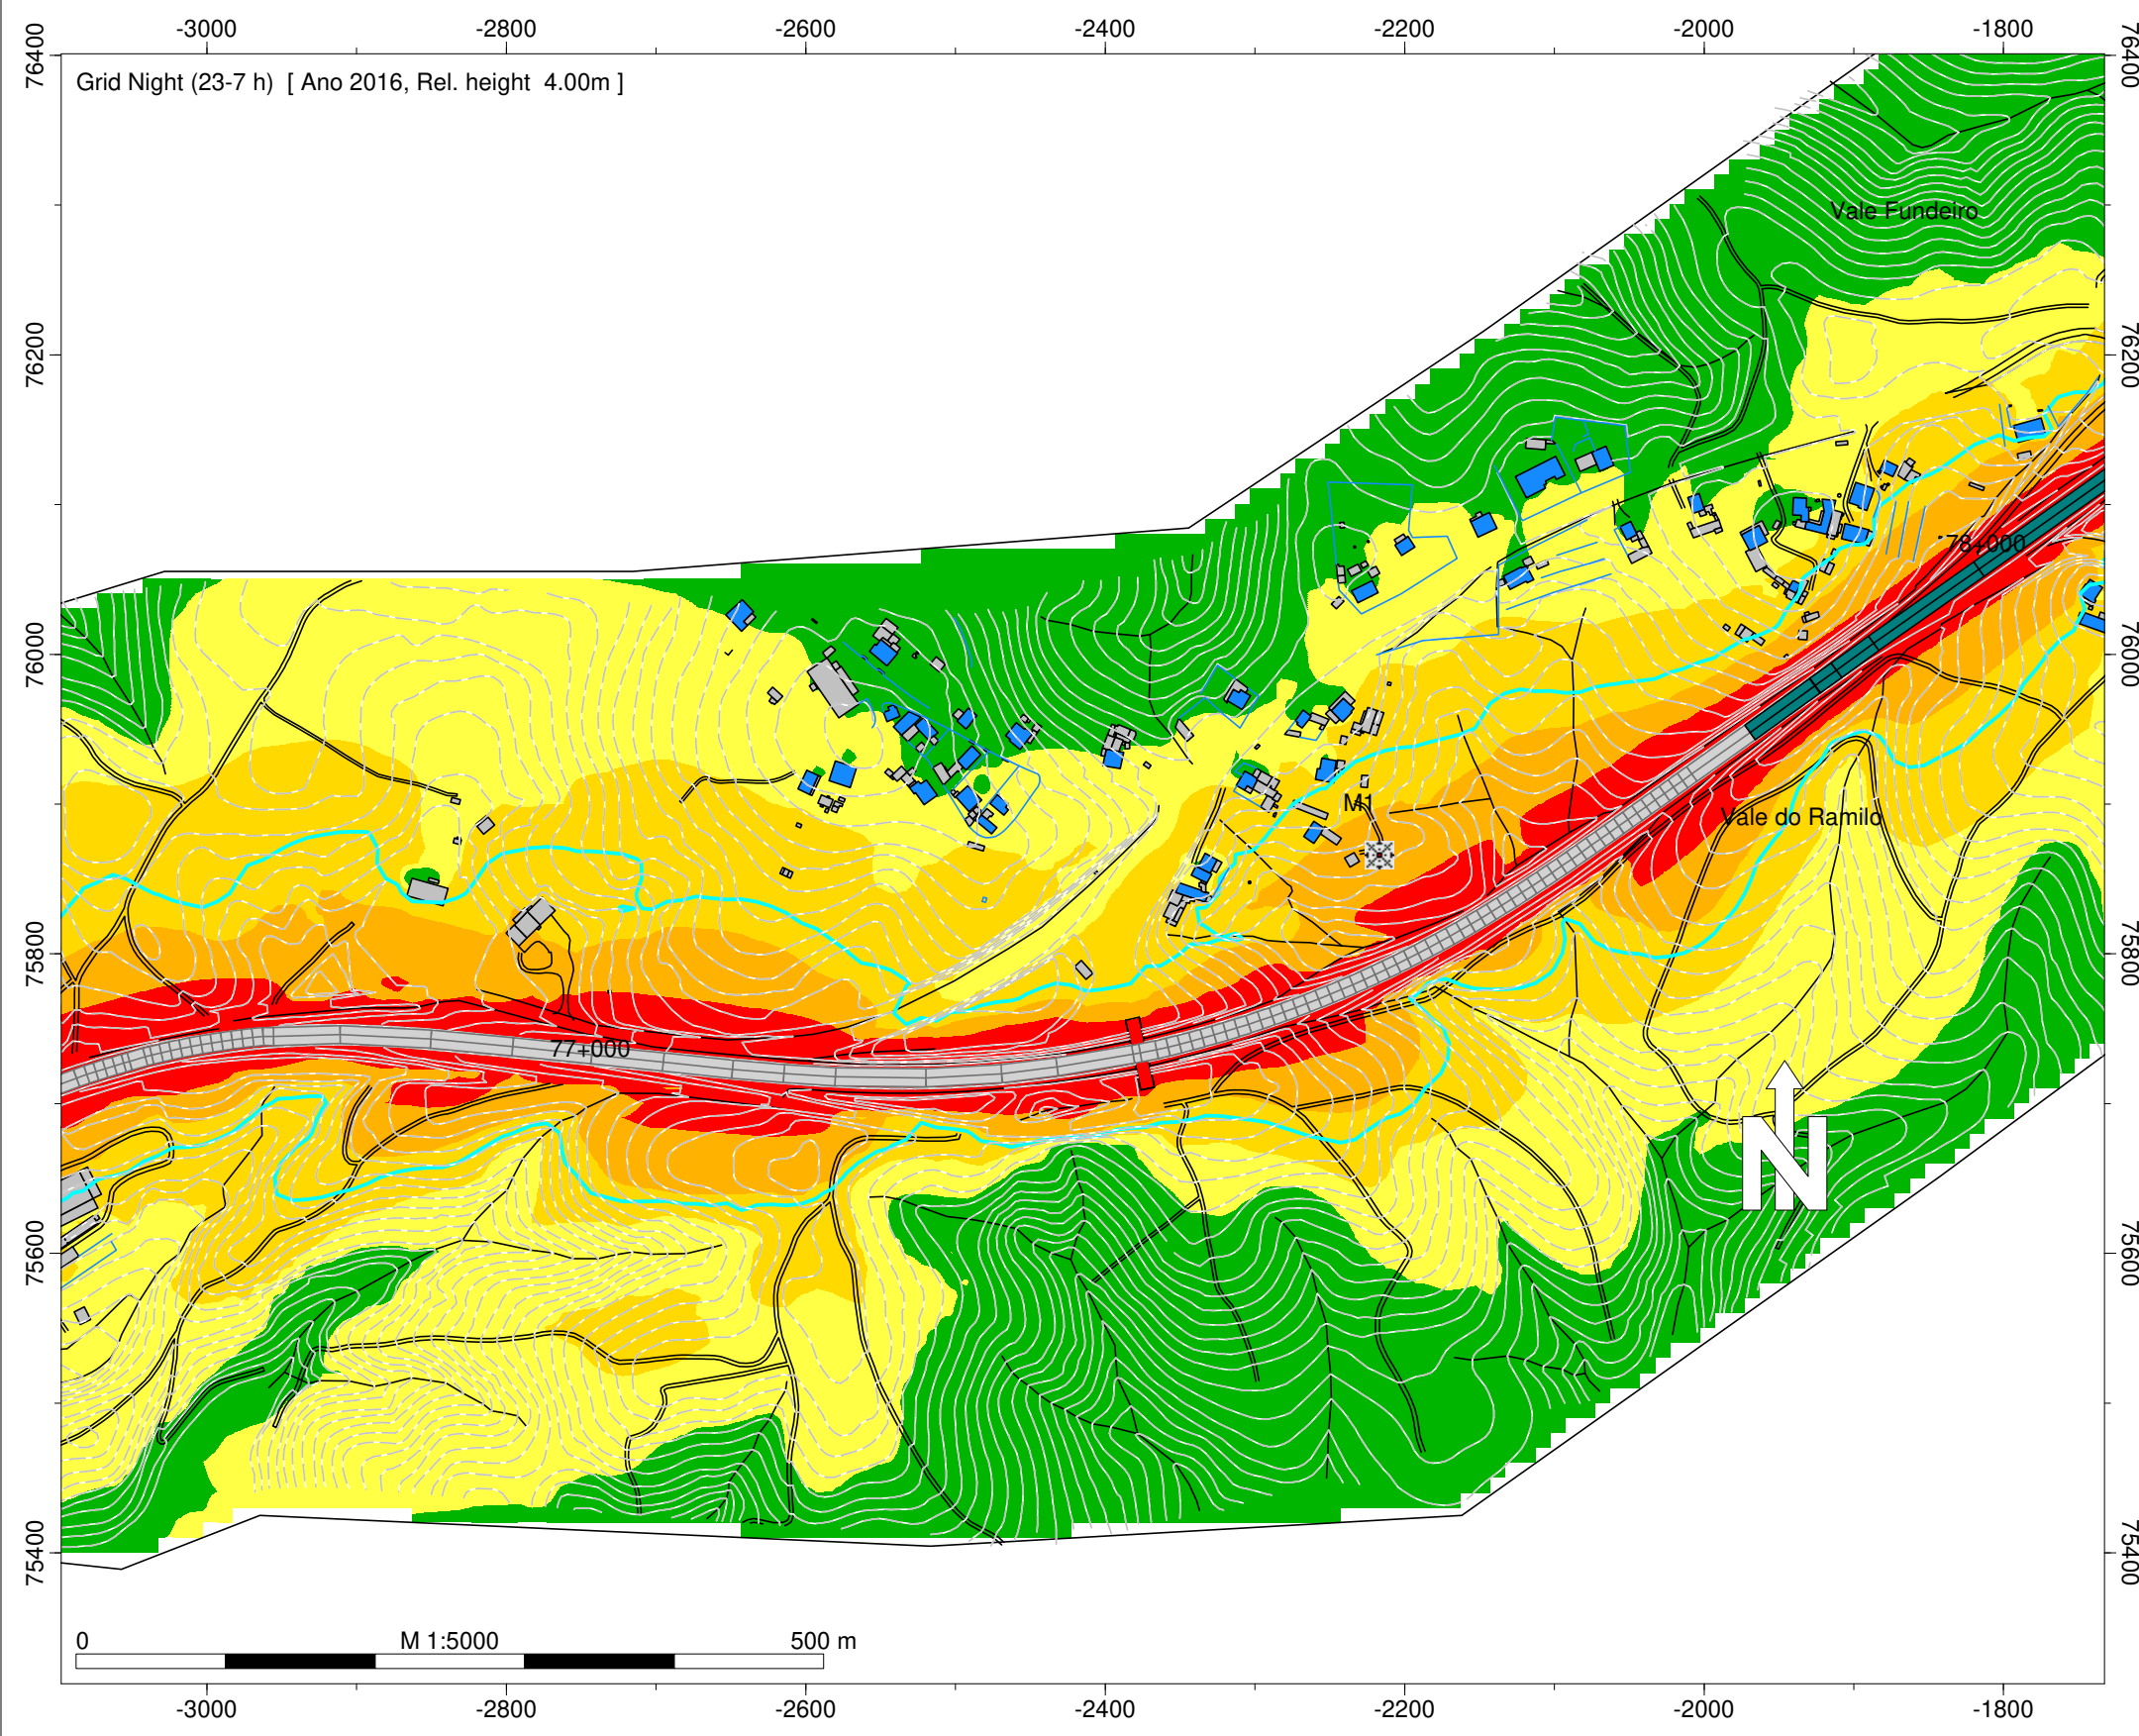 -3000 -2800 -2600 -2400 -2200 -2000 -1800
76400 76400
Grid Night (23-7 h) [ Ano 2016, Rel. height 4.00m ]
Vale Fundeiro
76200 76200
78+000
76000 76000
M1
Vale do Ramilo
75800 75800
77+000
N
75600 75600
75400 75400
0 M 1:5000 500 m
-3000 -2800 -2600 -2400 -2200 -2000 -1800